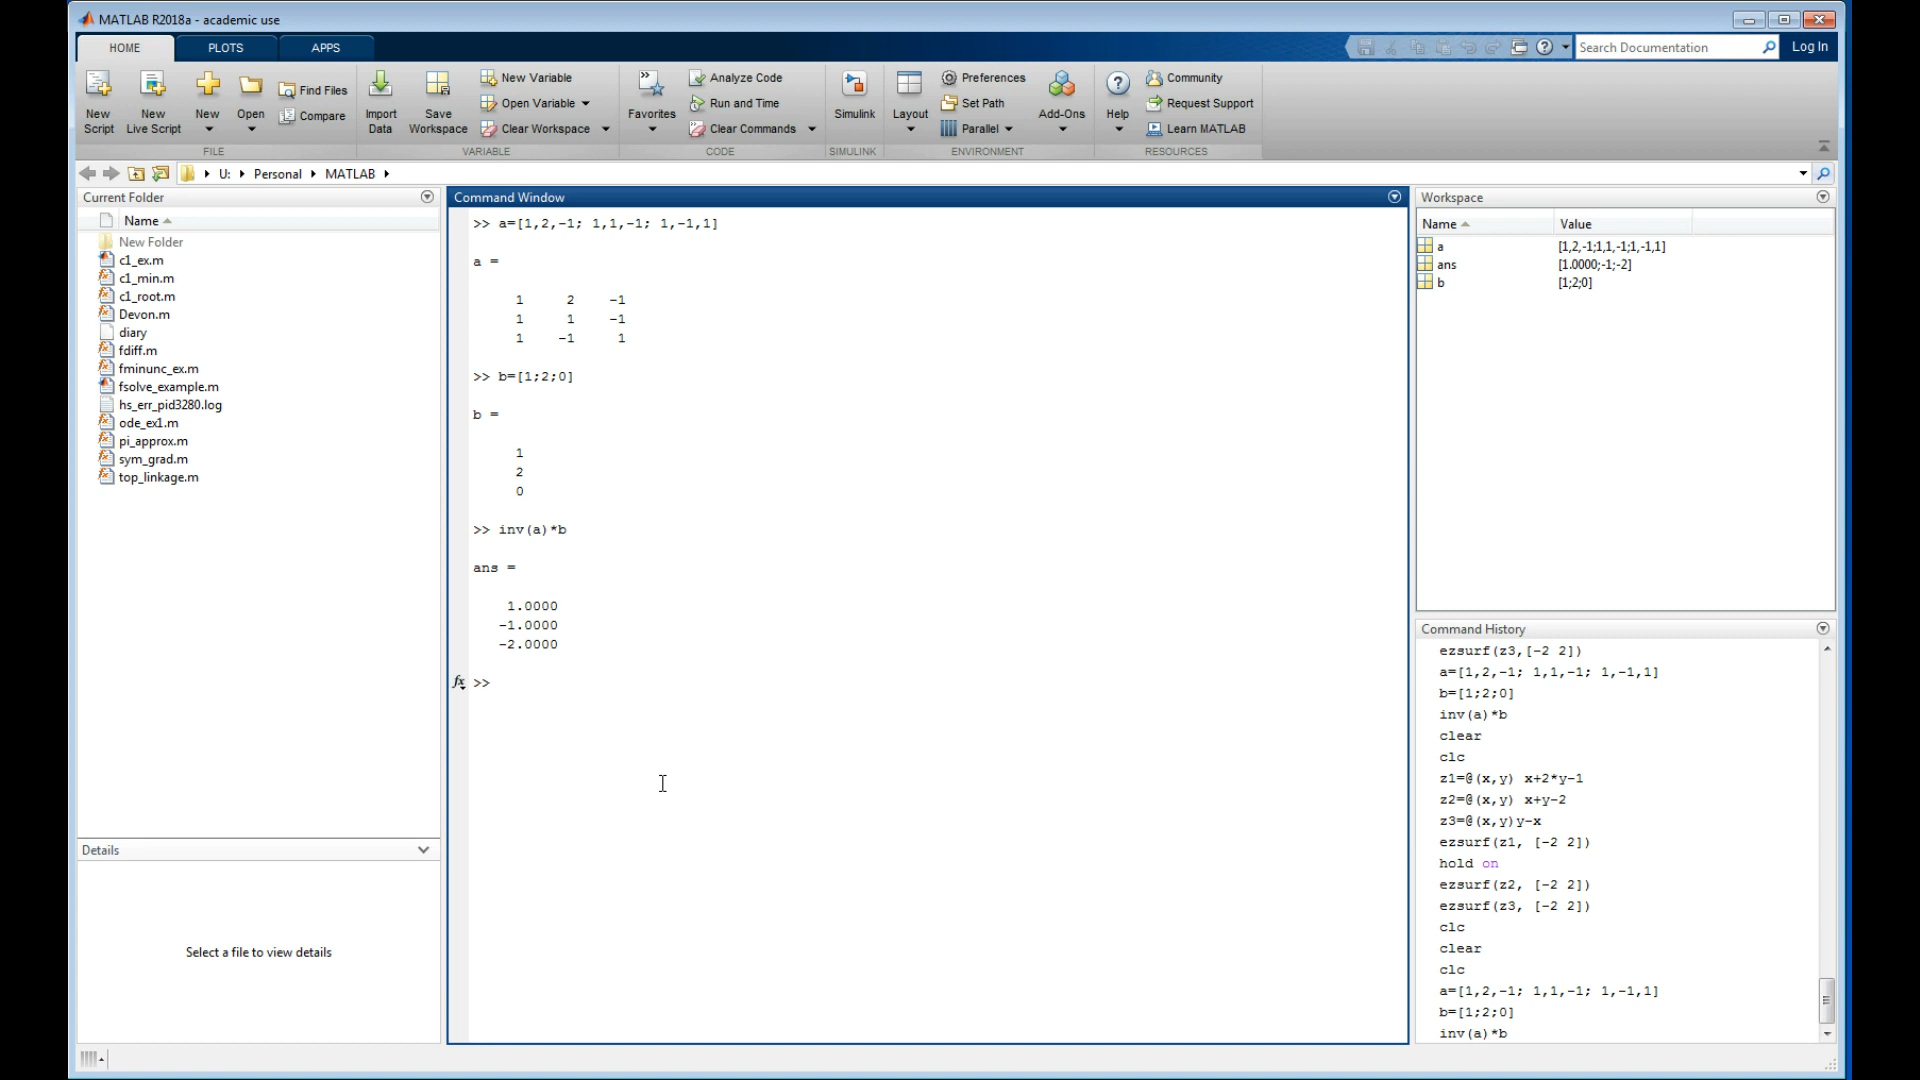 MATLAB R2018a - academic use
HOME PLOTS APPS
Search Documentation Log In
New Script
New Live Script
New
Open
Find Files
Compare
FILE
Import Data
Save Workspace
New Variable
Open Variable
Clear Workspace
VARIABLE
Favorites
Analyze Code
Run and Time
Clear Commands
CODE
Simulink
SIMULINK
Layout
Preferences
Set Path
Parallel
Add-Ons
ENVIRONMENT
Help
Community
Request Support
Learn MATLAB
RESOURCES
U: Personal MATLAB
Current Folder
Name
New Folder
c1_ex.m
c1_min.m
c1_root.m
Devon.m
diary
fdiff.m
fminunc_ex.m
fsolve_example.m
hs_err_pid3280.log
ode_ex1.m
pi_approx.m
sym_grad.m
top_linkage.m
Details
Select a file to view details
Command Window
>> a=[1,2,-1; 1,1,-1; 1,-1,1]
a =
1 2 -1
1 1 -1
1 -1 1
>> b=[1;2;0]
b =
1
2
0
>> inv(a)*b
ans =
1.0000
-1.0000
-2.0000
fx >>
Workspace
Name Value
a [1,2,-1;1,1,-1;1,-1,1]
ans [1.0000;-1;-2]
b [1;2;0]
Command History
ezsurf(z3,[-2 2])
a=[1,2,-1; 1,1,-1; 1,-1,1]
b=[1;2;0]
inv(a)*b
clear
clc
z1=@(x,y) x+2*y-1
z2=@(x,y) x+y-2
z3=@(x,y)y-x
ezsurf(z1, [-2 2])
hold on
ezsurf(z2, [-2 2])
ezsurf(z3, [-2 2])
clc
clear
clc
a=[1,2,-1; 1,1,-1; 1,-1,1]
b=[1;2;0]
inv(a)*b